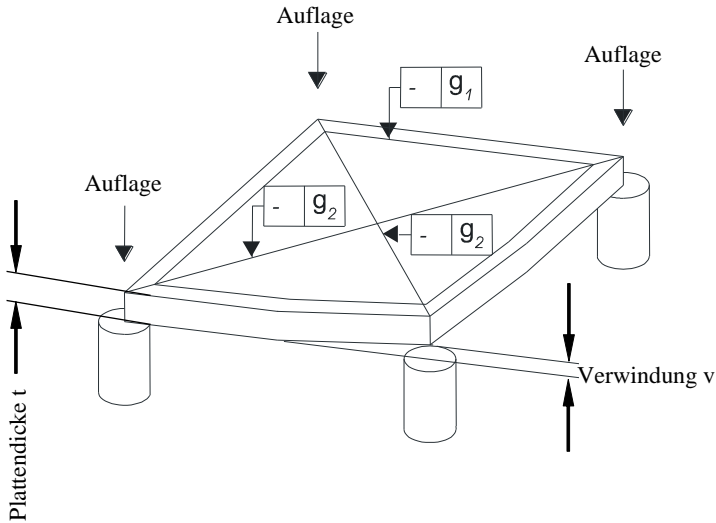 Auflage
Auflage
- g1
Auflage
- g2
- g2
Verwindung v
Plattendicke t